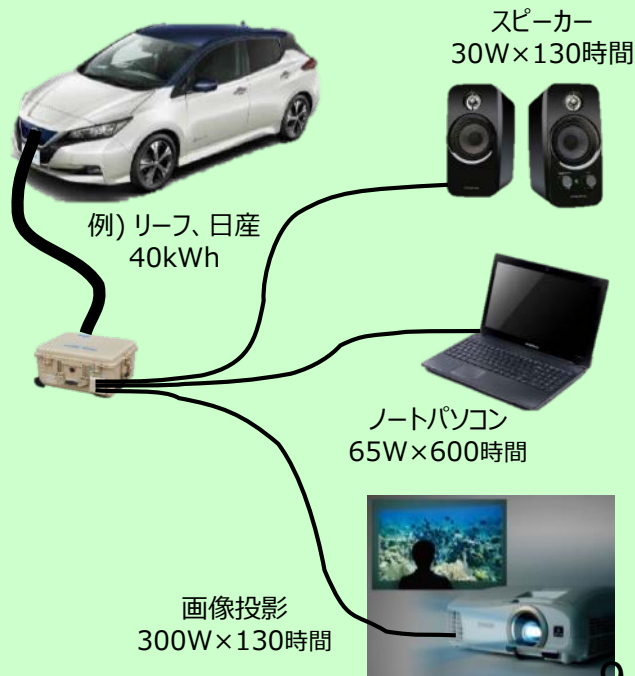 スピーカー
30W×130時間
例) リーフ、日産
40kWh
ノートパソコン
65W×600時間
画像投影
300W×130時間